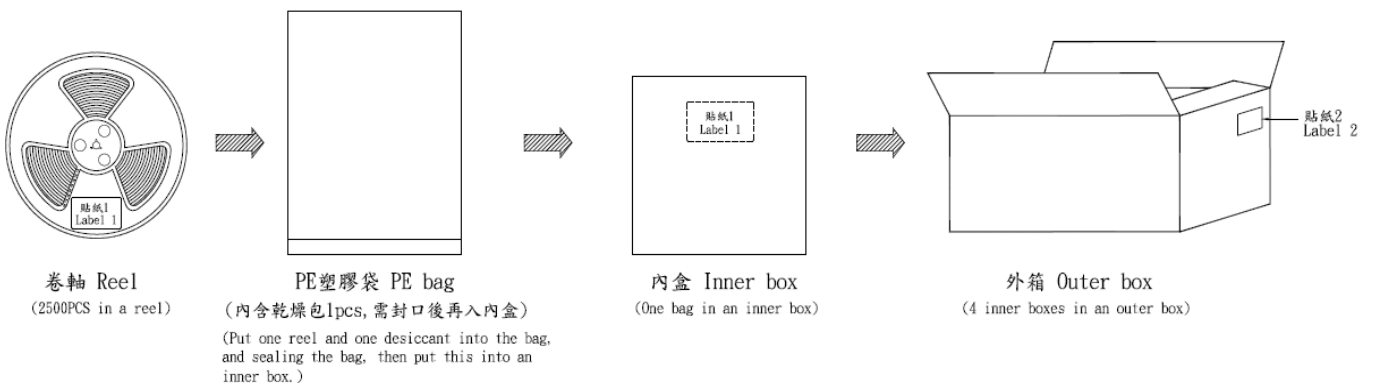 貼紙1
Label 1
貼紙1
Label 1
貼紙2
Label 2
卷軸 Reel
(2500PCS in a reel)
PE塑膠袋 PE bag
(內含乾燥包1pcs,需封口後再入內盒)
(Put one reel and one desiccant into the bag,
and sealing the bag, then put this into an
inner box.)
內盒 Inner box
(One bag in an inner box)
外箱 Outer box
(4 inner boxes in an outer box)